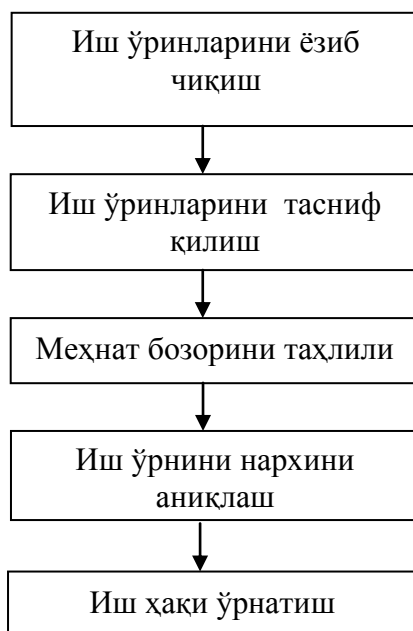 Иш ўринларини ёзиб
чиқиш
Иш ўринларини тасниф
қилиш
Меҳнат бозорини таҳлили
Иш ўрнини нархини
аниқлаш
Иш ҳақи ўрнатиш